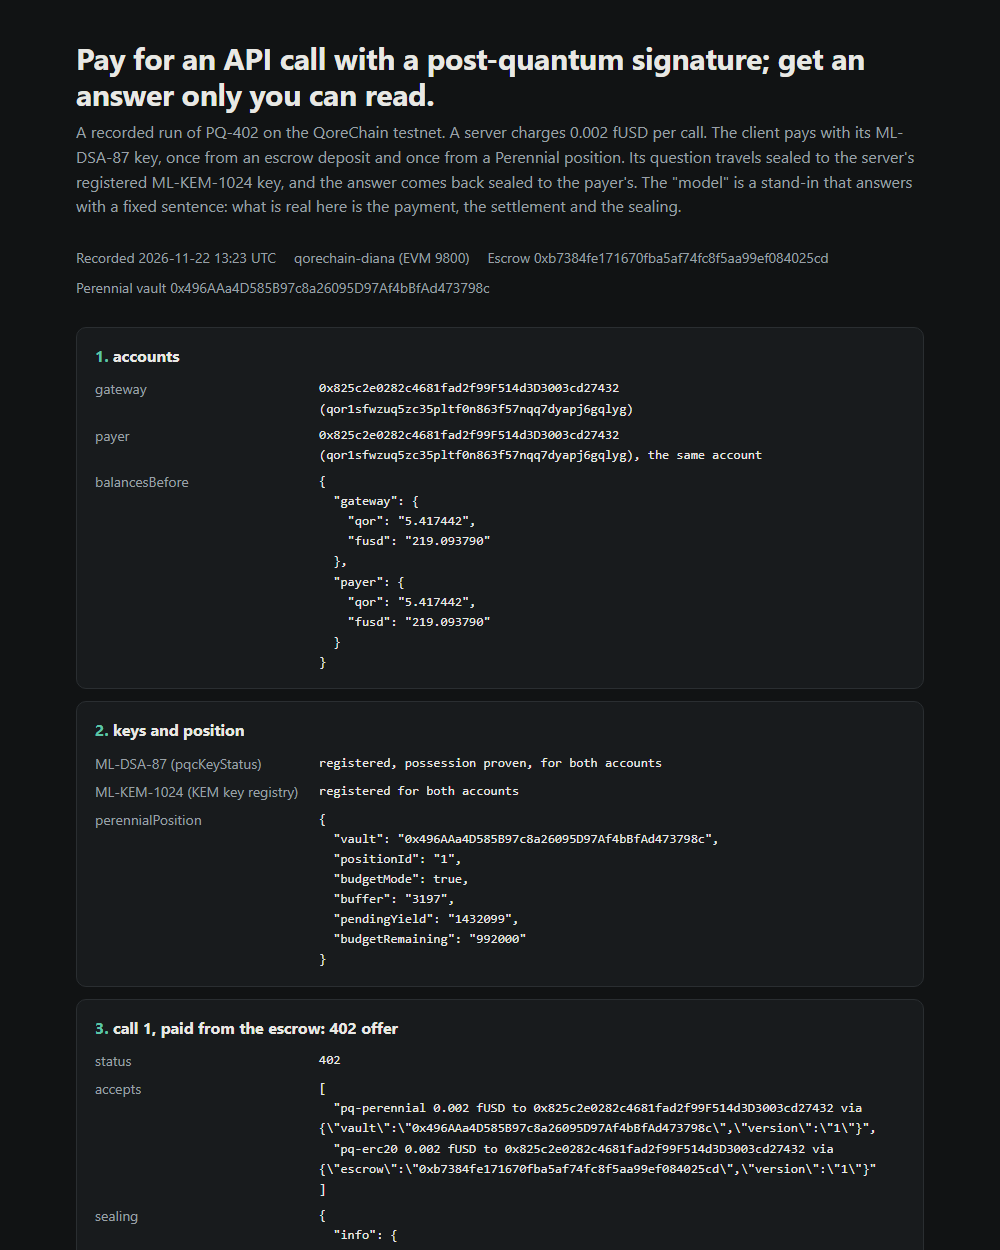 Pay for an API call with a post-quantum signature; get an
answer only you can read.
A recorded run of PQ-402 on the QoreChain testnet. A server charges 0.002 fUSD per call. The client pays with its ML-
DSA-87 key, once from an escrow deposit and once from a Perennial position. Its question travels sealed to the server's
registered ML-KEM-1024 key, and the answer comes back sealed to the payer's. The "model" is a stand-in that answers
with a fixed sentence: what is real here is the payment, the settlement and the sealing.
Recorded 2026-11-22 13:23 UTC qorechain-diana (EVM 9800) Escrow 0xb7384fe171670fba5af74fc8f5aa99ef084025cd
Perennial vault 0x496AAa4D585B97c8a26095D97Af4bBfAd473798c
1. accounts
gateway 0x825c2e0282c4681fad2f99F514d3D3003cd27432
(qor1sfwzuq5zc35pltf0n863f57nqq7dyapj6gqlyg)
payer 0x825c2e0282c4681fad2f99F514d3D3003cd27432
(qor1sfwzuq5zc35pltf0n863f57nqq7dyapj6gqlyg), the same account
balancesBefore {
"gateway": {
"qor": "5.417442",
"fusd": "219.093790"
},
"payer": {
"qor": "5.417442",
"fusd": "219.093790"
}
}
2. keys and position
ML-DSA-87 (pqcKeyStatus) registered, possession proven, for both accounts
ML-KEM-1024 (KEM key registry) registered for both accounts
perennialPosition {
"vault": "0x496AAa4D585B97c8a26095D97Af4bBfAd473798c",
"positionId": "1",
"budgetMode": true,
"buffer": "3197",
"pendingYield": "1432099",
"budgetRemaining": "992000"
}
3. call 1, paid from the escrow: 402 offer
status 402
accepts [
"pq-perennial 0.002 fUSD to 0x825c2e0282c4681fad2f99F514d3D3003cd27432 via
{\"vault\":\"0x496AAa4D585B97c8a26095D97Af4bBfAd473798c\",\"version\":\"1\"}",
"pq-erc20 0.002 fUSD to 0x825c2e0282c4681fad2f99F514d3D3003cd27432 via
{\"escrow\":\"0xb7384fe171670fba5af74fc8f5aa99ef084025cd\",\"version\":\"1\"}"
]
sealing {
"info": {